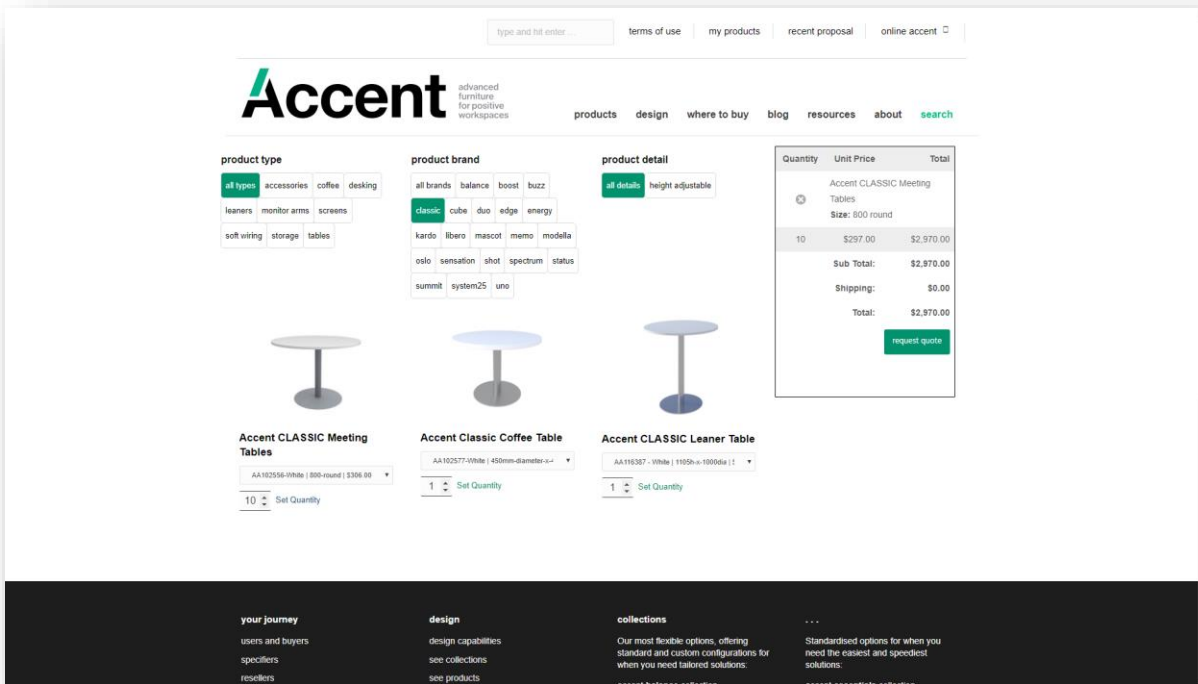 type and hit enter ...
terms of use
my products
recent proposal
online accent
Accent
advanced
furniture
for positive
workspaces
products
design
where to buy
blog
resources
about
search
product type
all types
accessories
coffee
desking
leaners
monitor arms
screens
soft wiring
storage
tables
product brand
all brands
balance
boost
buzz
classic
cube
duo
edge
energy
kardo
libero
mascot
memo
modella
oslo
sensation
shot
spectrum
status
summit
system25
uno
product detail
all details
height adjustable
Quantity Unit Price Total
Accent CLASSIC Meeting
Tables
Size: 800 round
10 $297.00 $2,970.00
Sub Total: $2,970.00
Shipping: $0.00
Total: $2,970.00
request quote
Accent CLASSIC Meeting
Tables
AA102556-White | 800-round | $306.00
10 Set Quantity
Accent Classic Coffee Table
AA102577-White | 450mm-diameter-x-
1 Set Quantity
Accent CLASSIC Leaner Table
AA116387 - White | 1105h-x-1000dia |
1 Set Quantity
your journey
users and buyers
specifiers
resellers
design
design capabilities
see collections
see products
collections
Our most flexible options, offering
standard and custom configurations for
when you need tailored solutions:
. . .
Standardised options for when you
need the easiest and speediest
solutions: